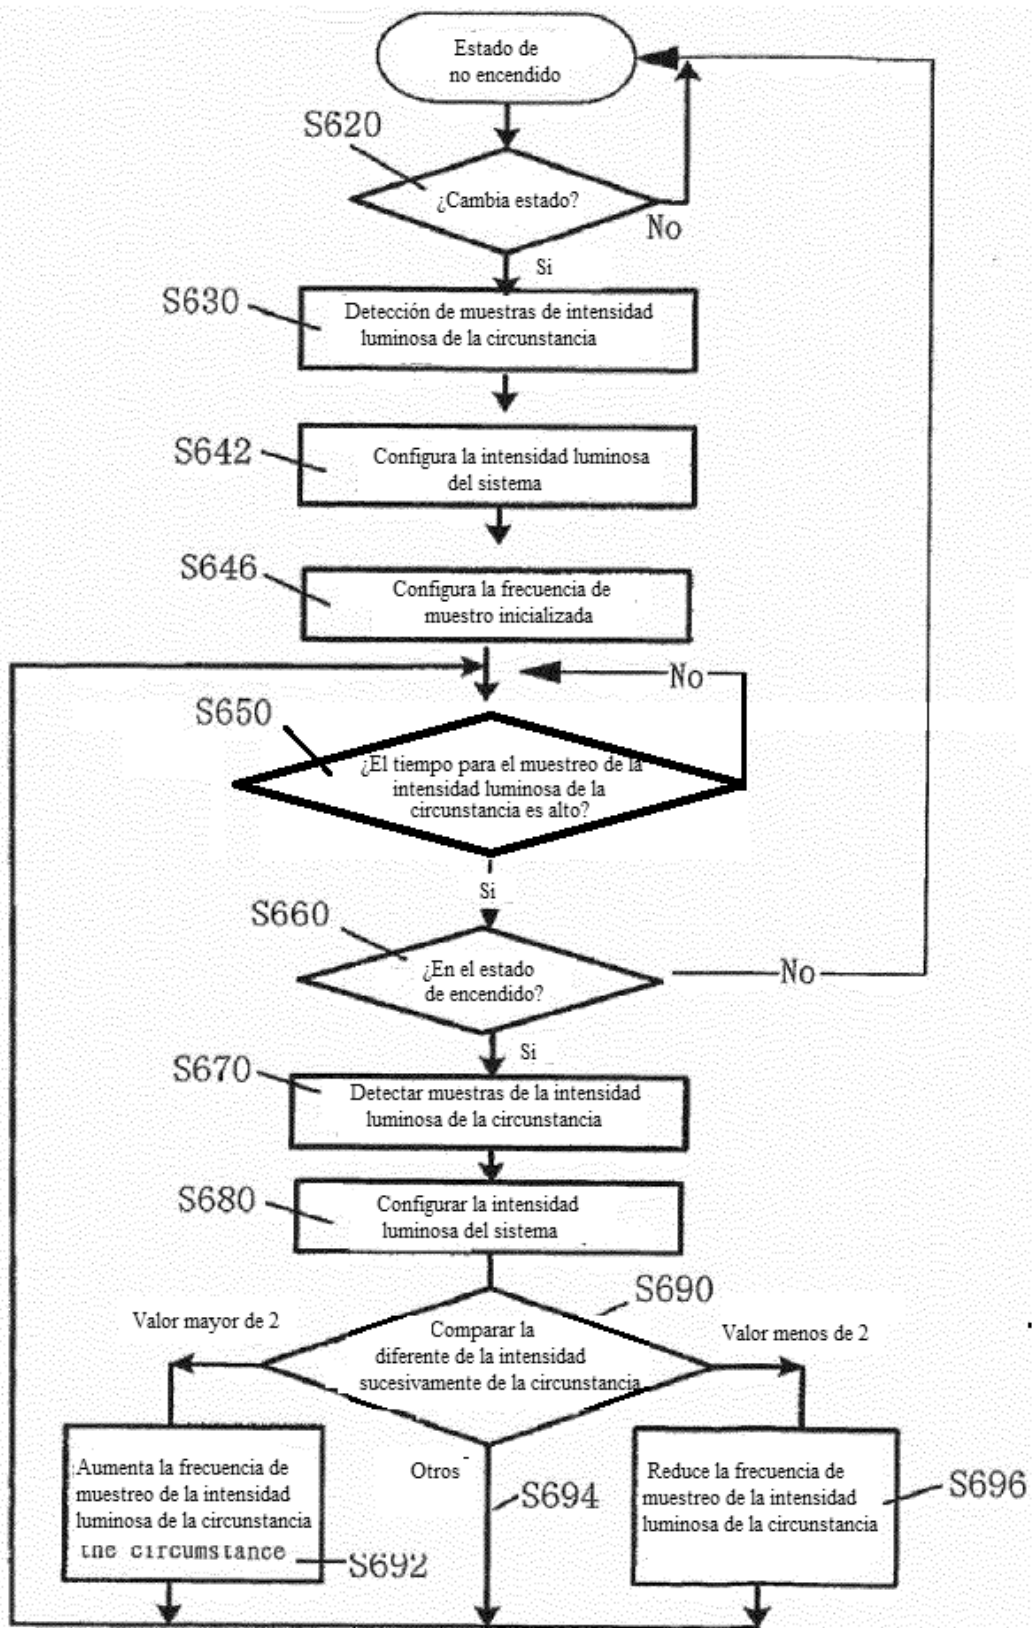 Estado de
no encendido
S620
¿Cambia estado?
No
Si
S630
Detección de muestras de intensidad
luminosa de la circunstancia
S642
Configura la intensidad luminosa
del sistema
S646
Configura la frecuencia de
muestro inicializada
No
S650
¿El tiempo para el muestreo de la
intensidad luminosa de la
circunstancia es alto?
Si
S660
¿En el estado
de encendido?
No
Si
S670
Detectar muestras de la intensidad
luminosa de la circunstancia
S680
Configurar la intensidad
luminosa del sistema
S690
Valor mayor de 2
Comparar la
diferente de la intensidad
sucesivamente de la circunstancia
Valor menos de 2
Aumenta la frecuencia de
muestreo de la intensidad
luminosa de la circunstancia
the circumstance
S692
Otros
S694
Reduce la frecuencia de
muestreo de la intensidad
luminosa de la circunstancia
S696